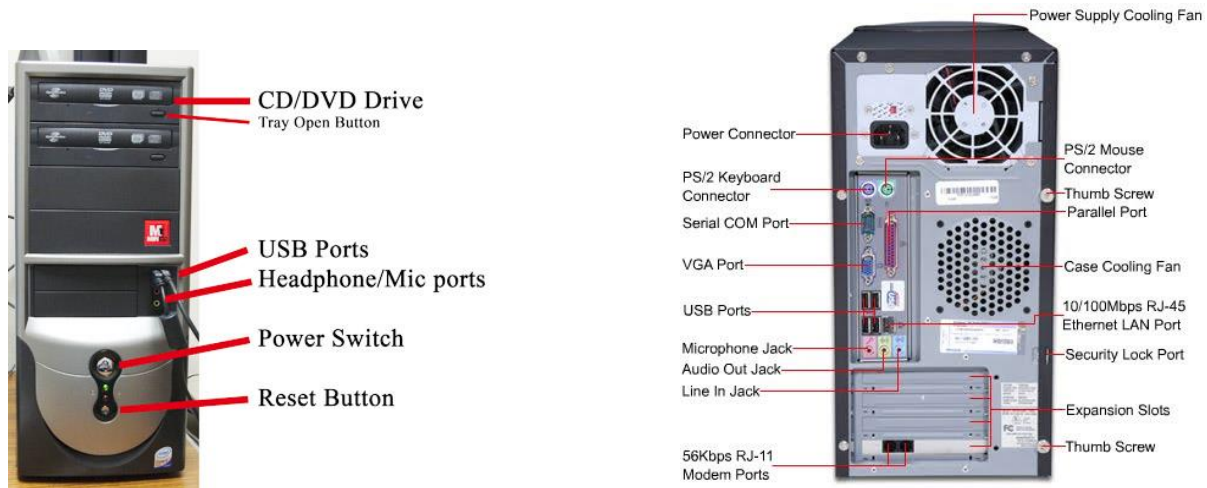 CD/DVD Drive
Tray Open Button
USB Ports
Headphone/Mic ports
Power Switch
Reset Button
Power Supply Cooling Fan
Power Connector
PS/2 Mouse
Connector
PS/2 Keyboard
Connector
Thumb Screw
Parallel Port
Serial COM Port
VGA Port
Case Cooling Fan
USB Ports
10/100Mbps RJ-45
Ethernet LAN Port
Microphone Jack
Security Lock Port
Audio Out Jack
Line In Jack
Expansion Slots
Thumb Screw
56Kbps RJ-11
Modem Ports
FC